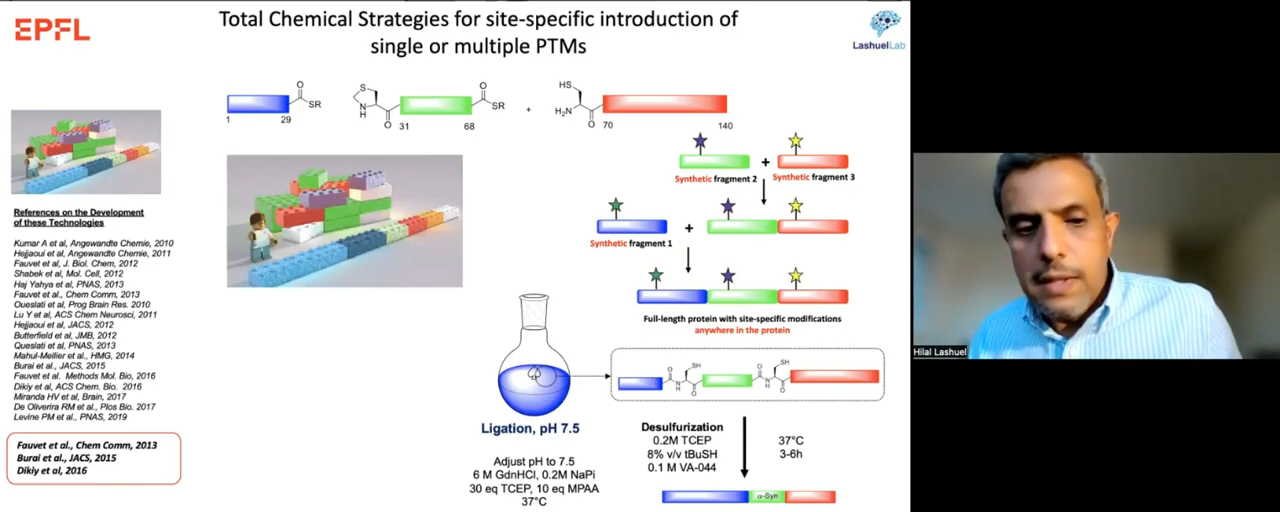 EPFL
Total Chemical Strategies for site-specific introduction of
single or multiple PTMs
LashuelLab
O
SR
1
29
S
N
H
O
O
SR
31
68
+
HS
H₂N
O
70
140
+
Synthetic fragment 2
Synthetic fragment 3
+
Synthetic fragment 1
Full-length protein with site-specific modifications
anywhere in the protein
References on the Development
of these Technologies
Kumar A et al, Angewandte Chemie, 2010
Hejjaoui et al, Angewandte Chemie, 2011
Fauvet et al, J. Biol. Chem, 2012
Shabek et al, Mol. Cell, 2012
Haj Yahya et al, PNAS, 2013
Fauvet et al., Chem Comm, 2013
Oueslati et al, Prog Brain Res. 2010
Lu Y et al, ACS Chem Neurosci, 2011
Hejjaoui et al, JACS, 2012
Butterfield et al, JMB, 2012
Queslati et al, PNAS, 2013
Mahul-Mellier et al., HMG, 2014
Burai et al., JACS, 2015
Fauvet et al. Methods Mol. Bio, 2016
Dikiy et al, ACS Chem. Bio. 2016
Miranda HV et al, Brain, 2017
De Oliverira RM et al., Plos Bio. 2017
Levine PM et al., PNAS, 2019
Fauvet et al., Chem Comm, 2013
Burai et al., JACS, 2015
Dikiy et al, 2016
Ligation, pH 7.5
Adjust pH to 7.5
6 M GdnHCl, 0.2M NaPi
30 eq TCEP, 10 eq MPAA
37°C
O
N
H
SH
O
O
N
H
SH
O
Desulfurization
0.2M TCEP
8% v/v tBuSH
0.1 M VA-044
37°C
3-6h
α-Syn
Hilal Lashuel